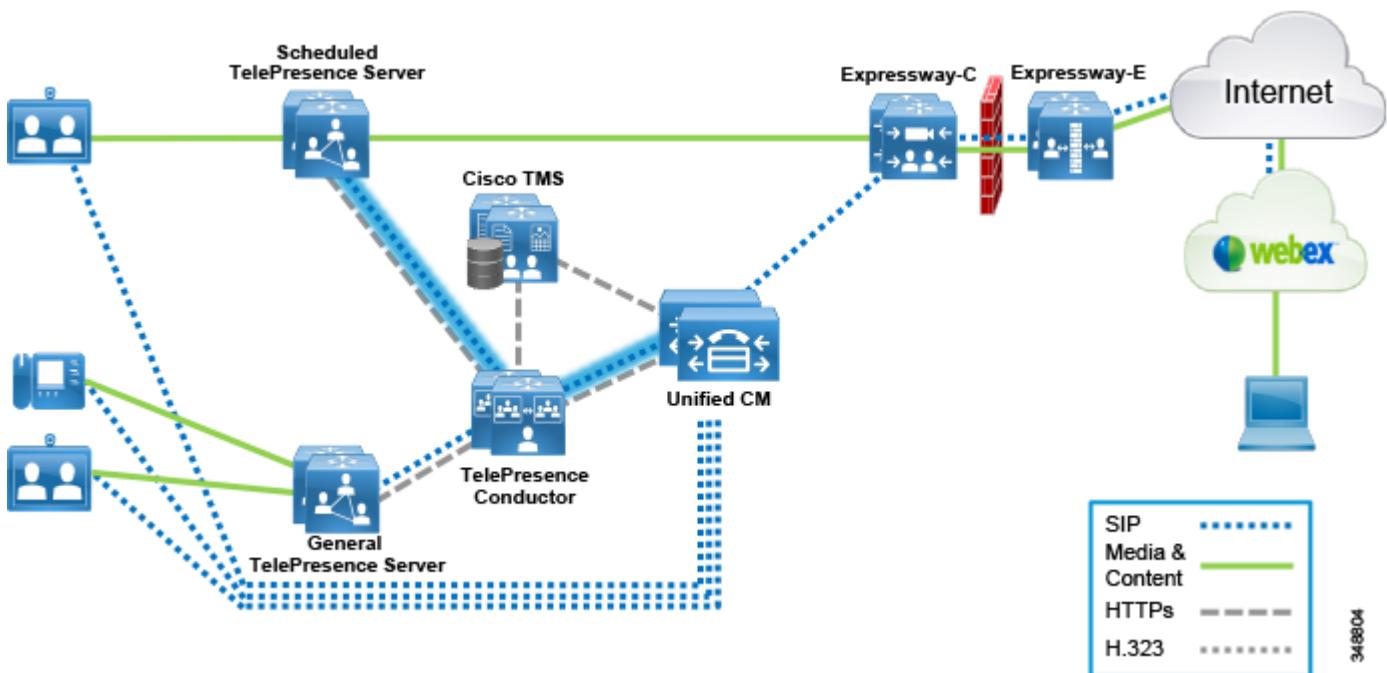 Scheduled
TelePresence Server
Expressway-C
Expressway-E
Internet
Cisco TMS
webex
Unified CM
TelePresence
Conductor
General
TelePresence Server
SIP
Media &
Content
HTTPs
H.323
348804